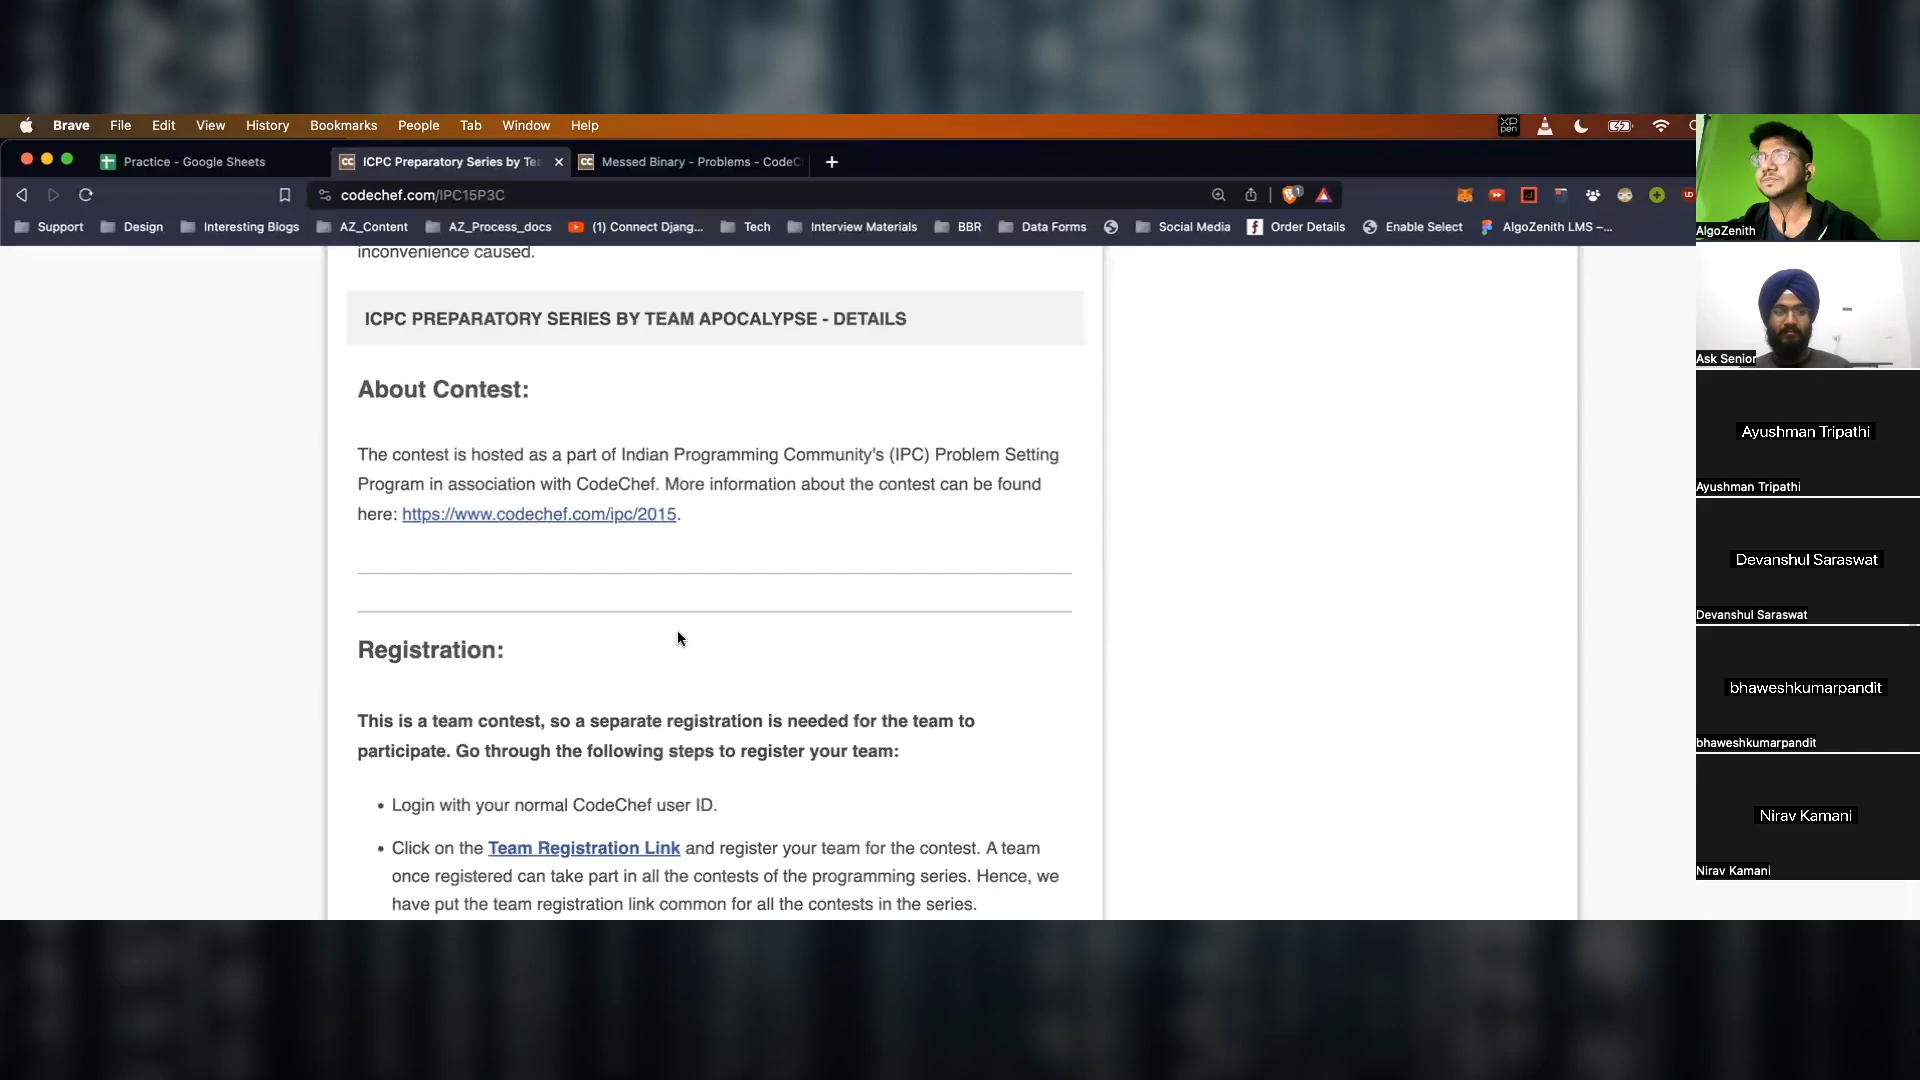 Brave File Edit View History Bookmarks People Tab Window Help
XP pen
Practice - Google Sheets
CC ICPC Preparatory Series by Te
CC Messed Binary - Problems - CodeC
codechef.com/IPC15P3C
Support Design Interesting Blogs AZ_Content AZ_Process_docs (1) Connect Djang... Tech Interview Materials BBR Data Forms Social Media Order Details Enable Select AlgoZenith LMS –...
inconvenience caused.
ICPC PREPARATORY SERIES BY TEAM APOCALYPSE - DETAILS
About Contest:
The contest is hosted as a part of Indian Programming Community's (IPC) Problem Setting
Program in association with CodeChef. More information about the contest can be found
here: https://www.codechef.com/ipc/2015.
Registration:
This is a team contest, so a separate registration is needed for the team to
participate. Go through the following steps to register your team:
• Login with your normal CodeChef user ID.
• Click on the Team Registration Link and register your team for the contest. A team
once registered can take part in all the contests of the programming series. Hence, we
have put the team registration link common for all the contests in the series.
AlgoZenith
Ask Senior
Ayushman Tripathi
Ayushman Tripathi
Devanshul Saraswat
Devanshul Saraswat
bhaweshkumarpandit
bhaweshkumarpandit
Nirav Kamani
Nirav Kamani